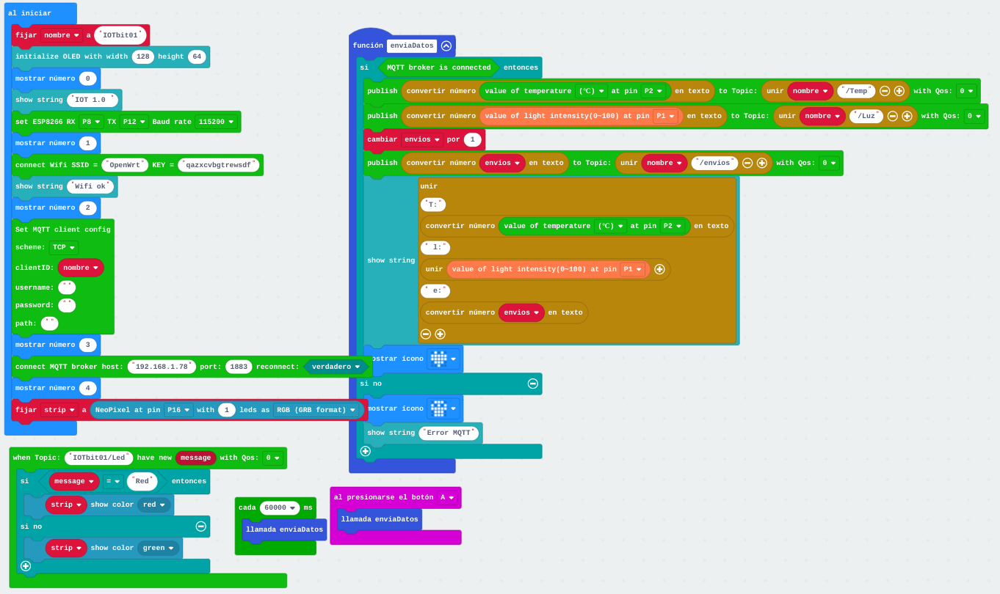 al iniciar
fijar nombre a "IOTbit01"
initialize OLED with width 128 height 64
mostrar número 0
show string "IOT 1.0 "
set ESP8266 RX P8 TX P12 Baud rate 115200
mostrar número 1
connect Wifi SSID = "OpenWrt" KEY = "qazxcvbgtrewsdf"
show string "Wifi ok"
mostrar número 2
Set MQTT client config
scheme: TCP
clientID: nombre
username: ""
password: ""
path: ""
mostrar número 3
connect MQTT broker host: "192.168.1.78" port: 1883 reconnect: verdadero
mostrar número 4
fijar strip a NeoPixel at pin P16 with 1 leds as RGB (GRB format)
función enviaDatos
si MQTT broker is connected entonces
publish convertir número value of temperature (℃) at pin P2 en texto to Topic: unir nombre "/Temp" with Qos: 0
publish convertir número value of light intensity(0~100) at pin P1 en texto to Topic: unir nombre "/Luz" with Qos: 0
cambiar envios por 1
publish convertir número envios en texto to Topic: unir nombre "/envios" with Qos: 0
show string unir
"T:"
convertir número value of temperature (℃) at pin P2 en texto
" l:"
unir value of light intensity(0~100) at pin P1
" e:"
convertir número envios en texto
ostrar ícono
si no
ostrar ícono
show string "Error MQTT"
when Topic: "IOTbit01/Led" have new message with Qos: 0
si message = "Red" entonces
strip show color red
si no
strip show color green
cada 60000 ms
llamada enviaDatos
al presionarse el botón A
llamada enviaDatos